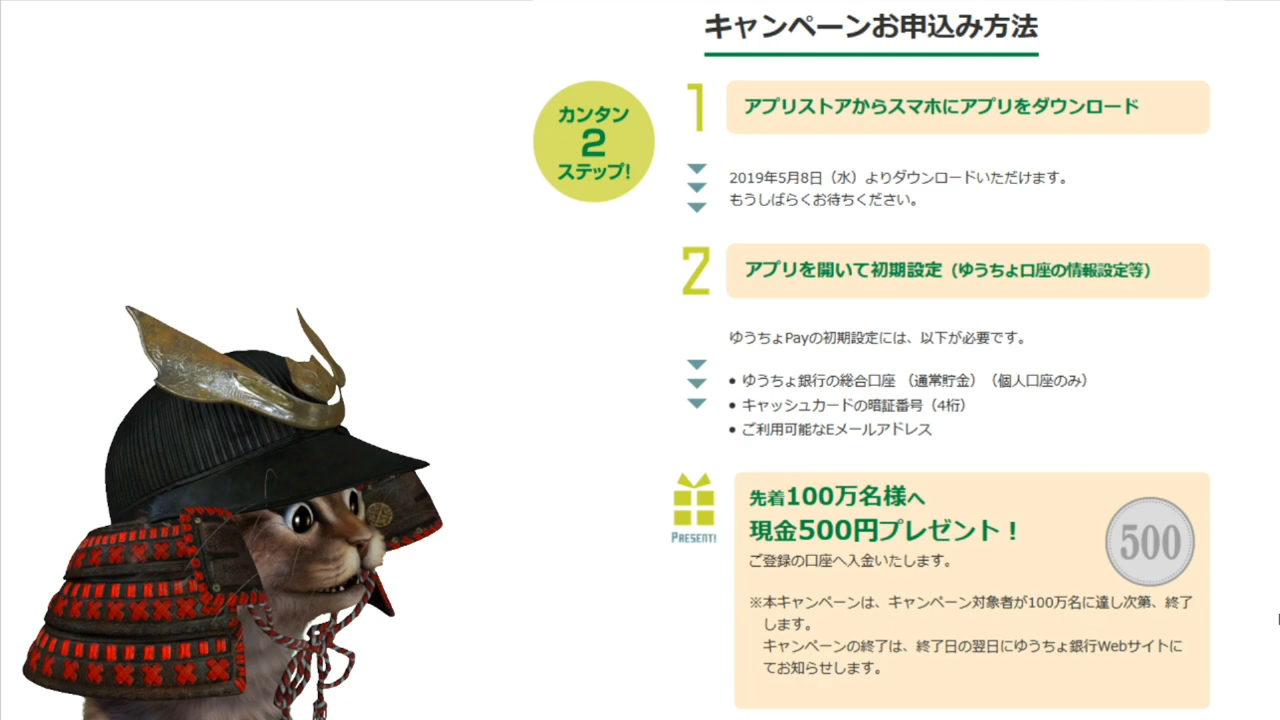 キャンペーンお申込み方法
カンタン
2
ステップ!
1
アプリストアからスマホにアプリをダウンロード
2019年5月8日（水）よりダウンロードいただけます。
もうしばらくお待ちください。
2
アプリを開いて初期設定（ゆうちょ口座の情報設定等）
ゆうちょPayの初期設定には、以下が必要です。
• ゆうちょ銀行の総合口座 （通常貯金）（個人口座のみ）
• キャッシュカードの暗証番号（4桁）
• ご利用可能なEメールアドレス
PRESENT!
先着100万名様へ
現金500円プレゼント！
ご登録の口座へ入金いたします。
500
※本キャンペーンは、キャンペーン対象者が100万名に達し次第、終了
します。
キャンペーンの終了は、終了日の翌日にゆうちょ銀行Webサイトに
てお知らせします。